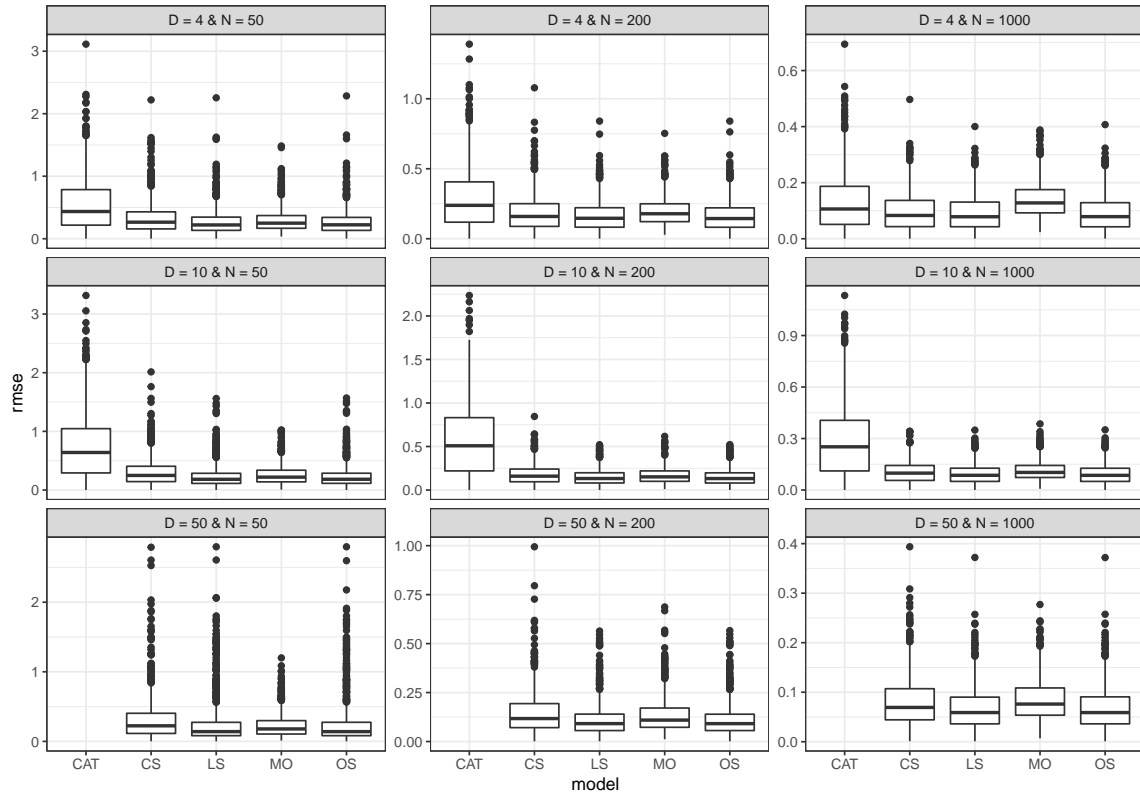 D = 4 & N = 50
D = 4 & N = 200
D = 4 & N = 1000
3
2
1
0
1.0
0.5
0.0
0.6
0.4
0.2
0.0
D = 10 & N = 50
D = 10 & N = 200
D = 10 & N = 1000
3
2
1
0
2.0
1.5
1.0
0.5
0.0
0.9
0.6
0.3
0.0
rmse
D = 50 & N = 50
D = 50 & N = 200
D = 50 & N = 1000
2
1
0
1.00
0.75
0.50
0.25
0.00
0.4
0.3
0.2
0.1
0.0
CAT CS LS MO OS
CAT CS LS MO OS
CAT CS LS MO OS
model